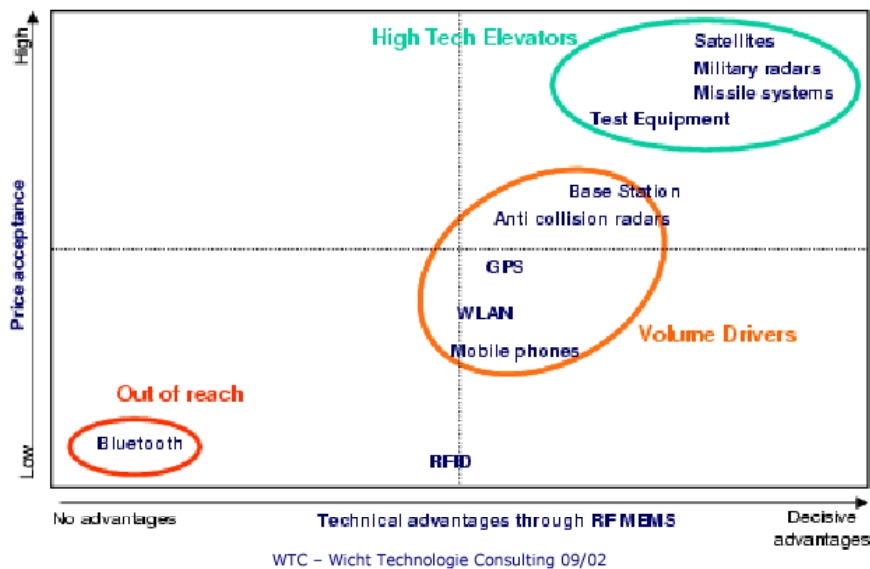 High
High Tech Elevators
Satellites
Military radars
Missile systems
Test Equipment
Base Station
Anti collision radars
Price acceptance
GPS
WLAN
Volume Drivers
Mobile phones
Out of reach
Bluetooth
Low
RFID
No advantages
Technical advantages through RF MEMS
Decisive
advantages
WTC – Wicht Technologie Consulting 09/02